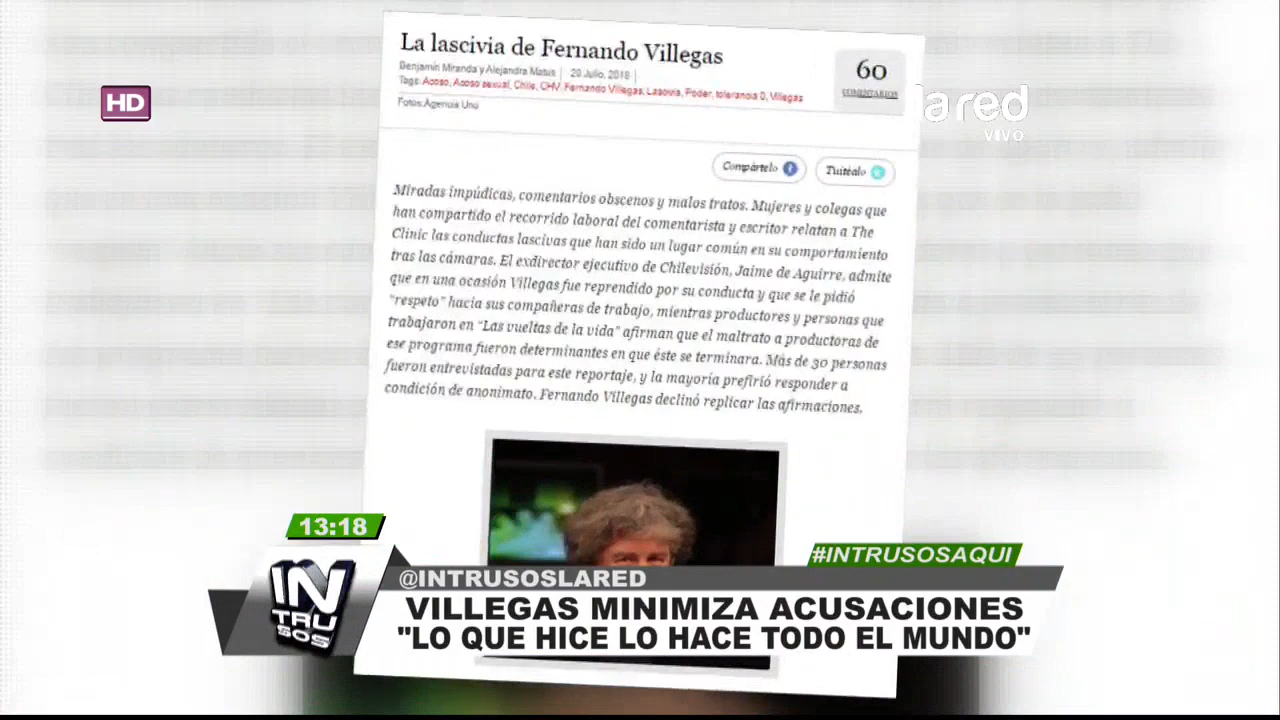 La lascivia de Fernando Villegas
Benjamín Miranda y Alejandra Matus | 20 Julio, 2018 |
Tags: Acoso, Acoso sexual, Chile, CHV, Fernando Villegas, Lasovia, Poder, tolerancia 0, Villegas
Fotos: Agencia Uno
60
COMENTARIOS
HD
lared
VIVO
Compártelo
Tuitéalo
Miradas impúdicas, comentarios obscenos y malos tratos. Mujeres y colegas que
han compartido el recorrido laboral del comentarista y escritor relatan a The
Clinic las conductas lascivas que han sido un lugar común en su comportamiento
tras las cámaras. El exdirector ejecutivo de Chilevisión, Jaime de Aguirre, admite
que en una ocasión Villegas fue reprendido por su conducta y que se le pidió
"respeto" hacia sus compañeras de trabajo, mientras productores y personas que
trabajaron en "Las vueltas de la vida" afirman que el maltrato a productoras de
ese programa fueron determinantes en que éste se terminara. Más de 30 personas
fueron entrevistadas para este reportaje, y la mayoría prefirió responder a
condición de anonimato. Fernando Villegas declinó replicar las afirmaciones.
13:18
#INTRUSOSAQUI
INTRUSOS
@INTRUSOSLARED
VILLEGAS MINIMIZA ACUSACIONES
"LO QUE HICE LO HACE TODO EL MUNDO"